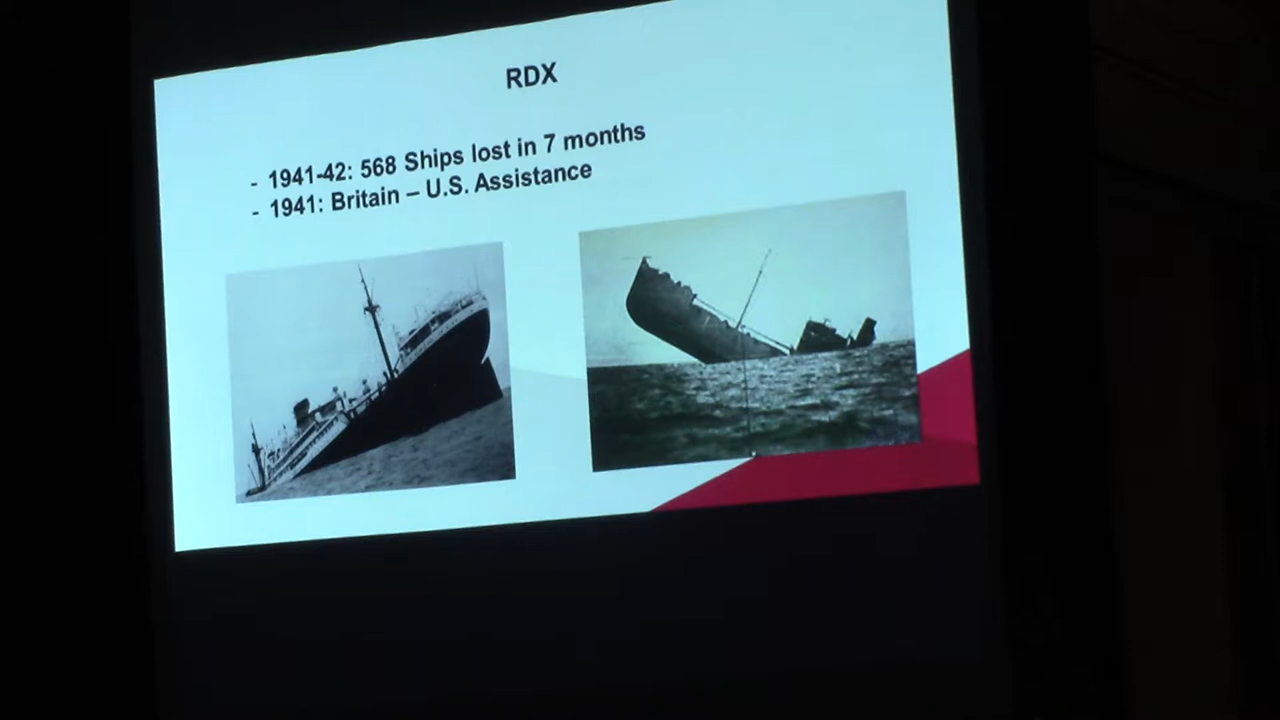 RDX
- 1941-42: 568 Ships lost in 7 months
- 1941: Britain – U.S. Assistance